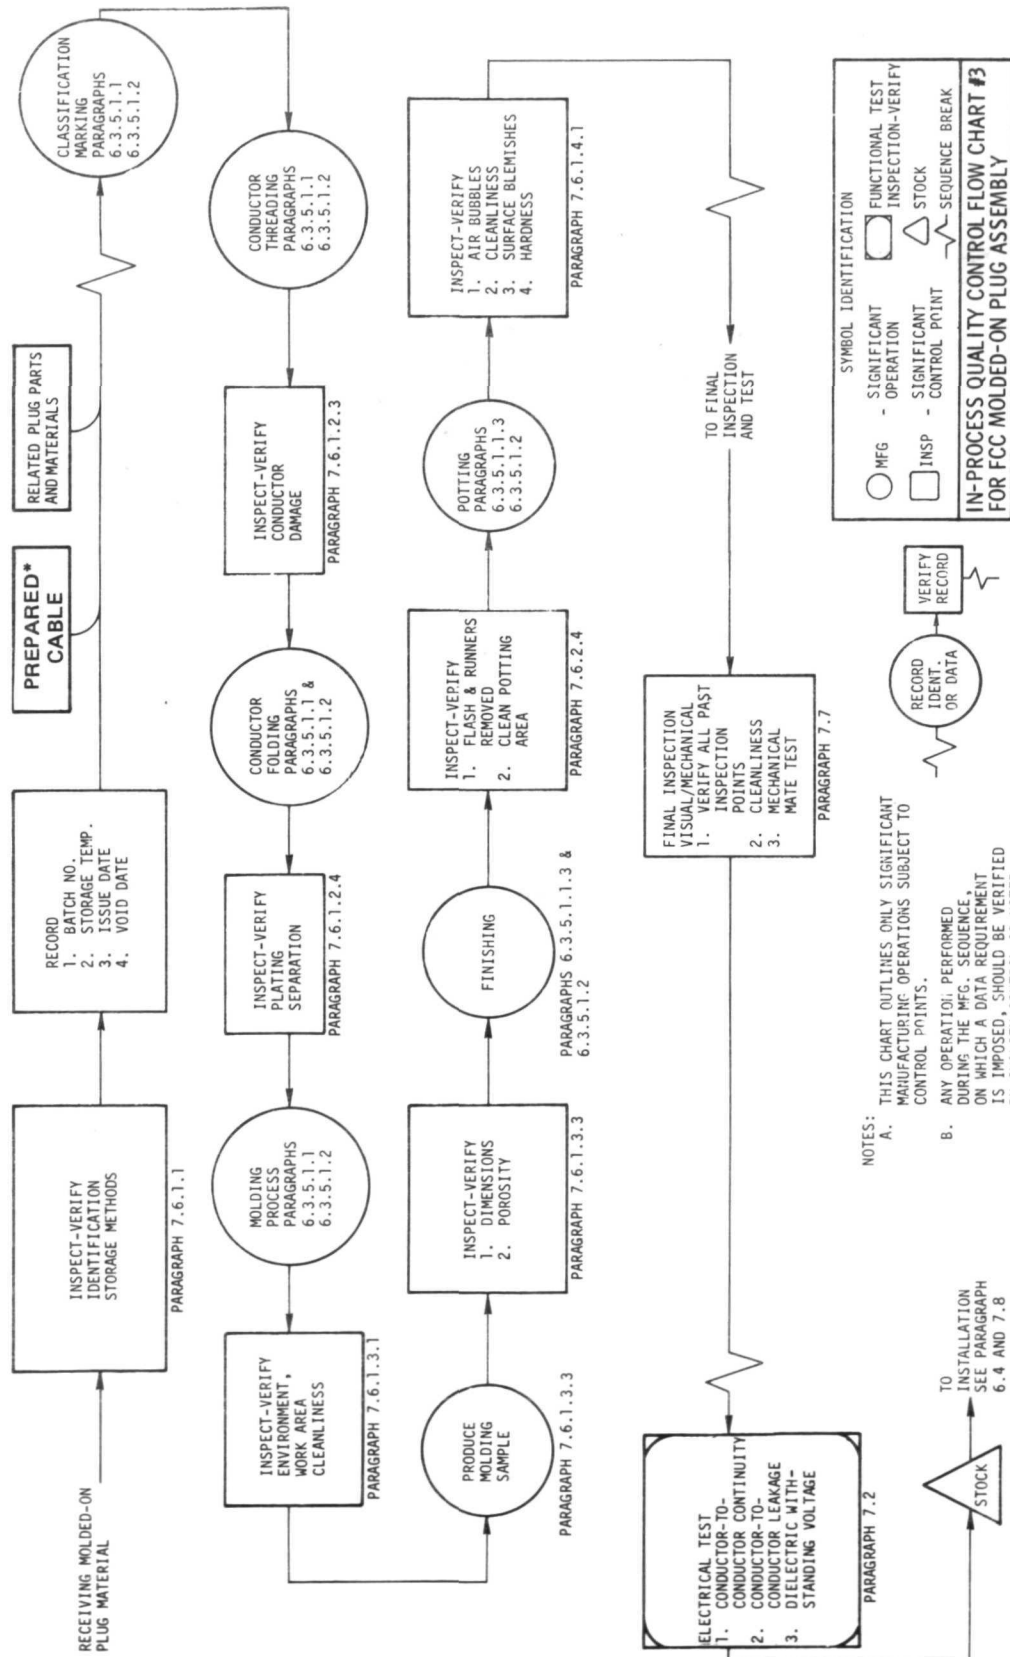 RECEIVING MOLDED-ON
PLUG MATERIAL
INSPECT-VERIFY
IDENTIFICATION
STORAGE METHODS
PARAGRAPH 7.6.1.1
RECORD
1. BATCH NO.
2. STORAGE TEMP.
3. ISSUE DATE
4. VOID DATE
PREPARED*
CABLE
RELATED PLUG PARTS
AND MATERIALS
CLASSIFICATION
MARKING
PARAGRAPHS
6.3.5.1.1
6.3.5.1.2
CONDUCTOR
THREADING
PARAGRAPHS
6.3.5.1.1
6.3.5.1.2
INSPECT-VERIFY
CONDUCTOR
DAMAGE
PARAGRAPH 7.6.1.2.3
CONDUCTOR
FOLDING
PARAGRAPHS
6.3.5.1.1 &
6.3.5.1.2
INSPECT-VERIFY
PLATING
SEPARATION
PARAGRAPH 7.6.1.2.4
MOLDING
PROCESS
PARAGRAPHS
6.3.5.1.1
6.3.5.1.2
INSPECT-VERIFY
ENVIRONMENT,
WORK AREA
CLEANLINESS
PARAGRAPH 7.6.1.3.1
PRODUCE
MOLDING
SAMPLE
PARAGRAPH 7.6.1.3.3
INSPECT-VERIFY
1. DIMENSIONS
2. POROSITY
PARAGRAPH 7.6.1.3.3
FINISHING
PARAGRAPHS 6.3.5.1.1.3 &
6.3.5.1.2
INSPECT-VERIFY
1. FLASH & RUNNERS
REMOVED
2. CLEAN POTTING
AREA
PARAGRAPH 7.6.2.4
POTTING
PARAGRAPHS
6.3.5.1.1.3
6.3.5.1.2
INSPECT-VERIFY
1. AIR BUBBLES
2. CLEANLINESS
3. SURFACE BLEMISHES
4. HARDNESS
PARAGRAPH 7.6.1.4.1
TO FINAL
INSPECTION
AND TEST
FINAL INSPECTION
VISUAL/MECHANICAL
1. VERIFY ALL PAST
INSPECTION
POINTS
2. CLEANLINESS
3. MECHANICAL
MATE TEST
PARAGRAPH 7.7
ELECTRICAL TEST
1. CONDUCTOR-TO-
CONDUCTOR CONTINUITY
2. CONDUCTOR-TO-
CONDUCTOR LEAKAGE
3. DIELECTRIC WITH-
STANDING VOLTAGE
PARAGRAPH 7.2
STOCK
TO
INSTALLATION
SEE PARAGRAPH
6.4 AND 7.8
NOTES:
A. THIS CHART OUTLINES ONLY SIGNIFICANT
MANUFACTURING OPERATIONS SUBJECT TO
CONTROL POINTS.
B. ANY OPERATION PERFORMED
DURING THE MFG. SEQUENCE,
ON WHICH A DATA REQUIREMENT
IS IMPOSED, SHOULD BE VERIFIED
RECORD
IDENT.
OR DATA
VERIFY
RECORD
SYMBOL IDENTIFICATION
MFG - SIGNIFICANT
OPERATION
INSP - SIGNIFICANT
CONTROL POINT
FUNCTIONAL TEST
INSPECTION-VERIFY
STOCK
SEQUENCE BREAK
IN-PROCESS QUALITY CONTROL FLOW CHART #3
FOR FCC MOLDED-ON PLUG ASSEMBLY